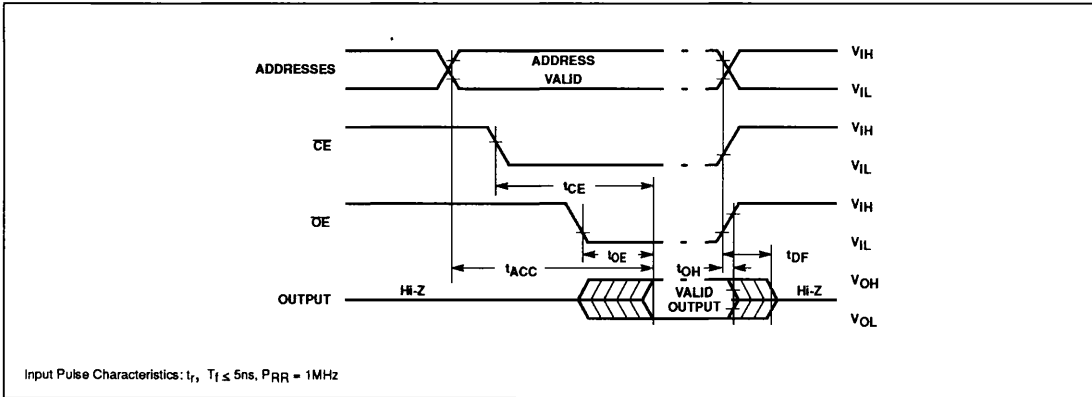 ADDRESSES
ADDRESS
VALID
VIH
VIL
CE
VIH
VIL
tCE
OE
VIH
VIL
tOE
tACC
tOH
tDF
OUTPUT
Hi-Z
VALID
OUTPUT
Hi-Z
VOH
VOL
Input Pulse Characteristics: tr, Tf ≤ 5ns, PRR = 1MHz